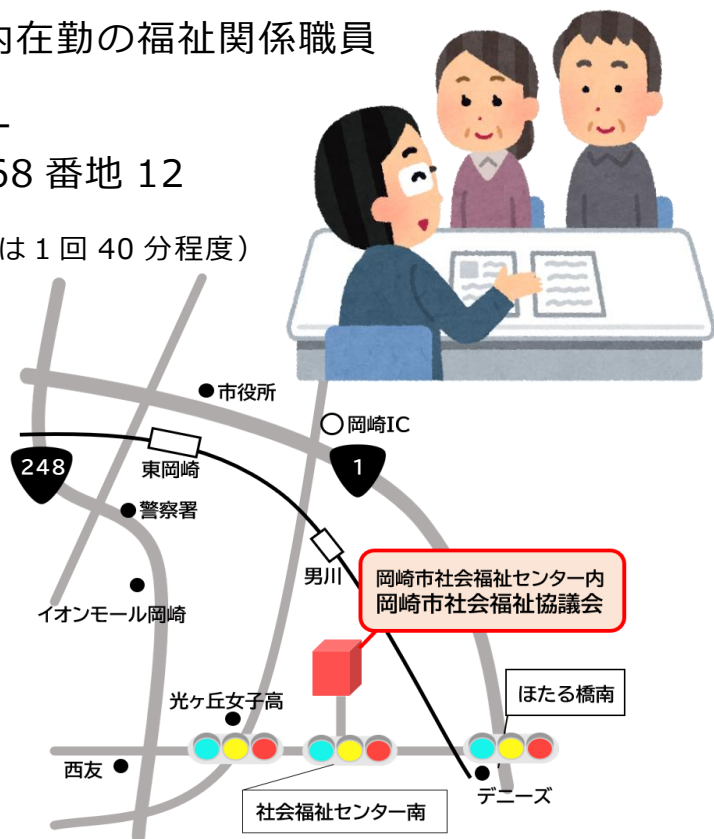 内在勤の福祉関係職員
ー
68 番地 12
は 1 回 40 分程度）
市役所
岡崎IC
248
東岡崎
1
警察署
男川
岡崎市社会福祉センター内
岡崎市社会福祉協議会
イオンモール岡崎
ほたる橋南
光ヶ丘女子高
西友
デニーズ
社会福祉センター南